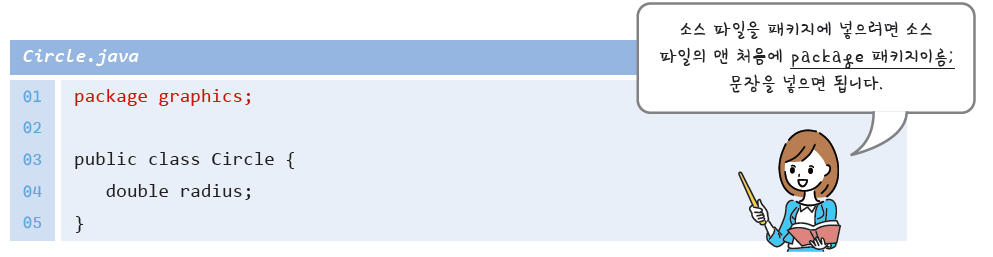 소스 파일을 패키지에 넣으려면 소스
파일의 맨 처음에 package 패키지이름;
문장을 넣으면 됩니다.
Circle.java
01 package graphics;
02
03 public class Circle {
04 double radius;
05 }